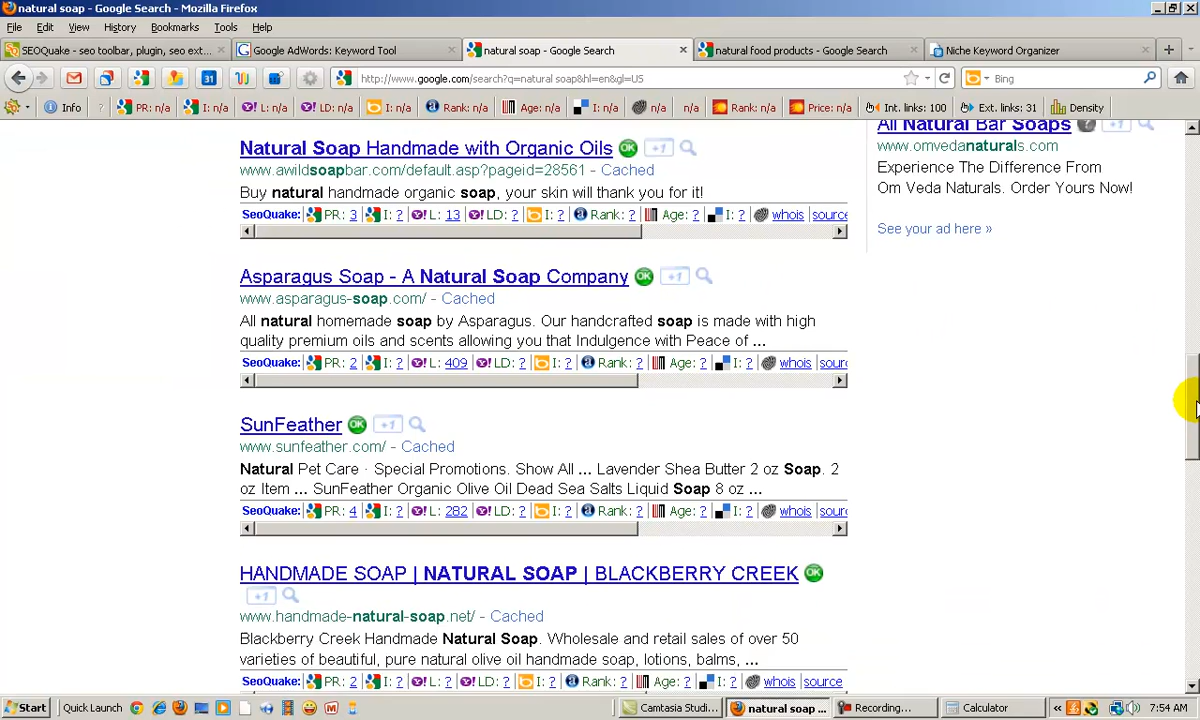 natural soap - Google Search - Mozilla Firefox
File Edit View History Bookmarks Tools Help
SEOQuake - seo toolbar, plugin, seo ext... Google AdWords: Keyword Tool natural soap - Google Search natural food products - Google Search Niche Keyword Organizer
31 http://www.google.com/search?q=natural soap&hl=en&gl=US Bing
Info ? PR: n/a I: n/a L: n/a LD: n/a I: n/a Rank: n/a Age: n/a I: n/a n/a n/a Rank: n/a Price: n/a Int. links: 100 Ext. links: 31 Density
All Natural Bar Soaps ? +1
www.omvedanaturals.com
Experience The Difference From
Om Veda Naturals. Order Yours Now!
See your ad here »
Natural Soap Handmade with Organic Oils OK +1
www.awildsoapbar.com/default.asp?pageid=28561 - Cached
Buy natural handmade organic soap, your skin will thank you for it!
SeoQuake: PR: 3 I: ? L: 13 LD: ? I: ? Rank: ? Age: ? I: ? whois source
Asparagus Soap - A Natural Soap Company OK +1
www.asparagus-soap.com/ - Cached
All natural homemade soap by Asparagus. Our handcrafted soap is made with high
quality premium oils and scents allowing you that Indulgence with Peace of ...
SeoQuake: PR: 2 I: ? L: 409 LD: ? I: ? Rank: ? Age: ? I: ? whois sourc
SunFeather OK +1
www.sunfeather.com/ - Cached
Natural Pet Care · Special Promotions. Show All ... Lavender Shea Butter 2 oz Soap. 2
oz Item ... SunFeather Organic Olive Oil Dead Sea Salts Liquid Soap 8 oz ...
SeoQuake: PR: 4 I: ? L: 282 LD: ? I: ? Rank: ? Age: ? I: ? whois sourc
HANDMADE SOAP | NATURAL SOAP | BLACKBERRY CREEK OK
+1
www.handmade-natural-soap.net/ - Cached
Blackberry Creek Handmade Natural Soap. Wholesale and retail sales of over 50
varieties of beautiful, pure natural olive oil handmade soap, lotions, balms, ...
SeoQuake: PR: 2 I: ? L: ? LD: ? I: ? Rank: ? Age: ? I: ? whois source
Start Quick Launch Camtasia Studi... natural soap ... Recording... Calculator « 7:54 AM